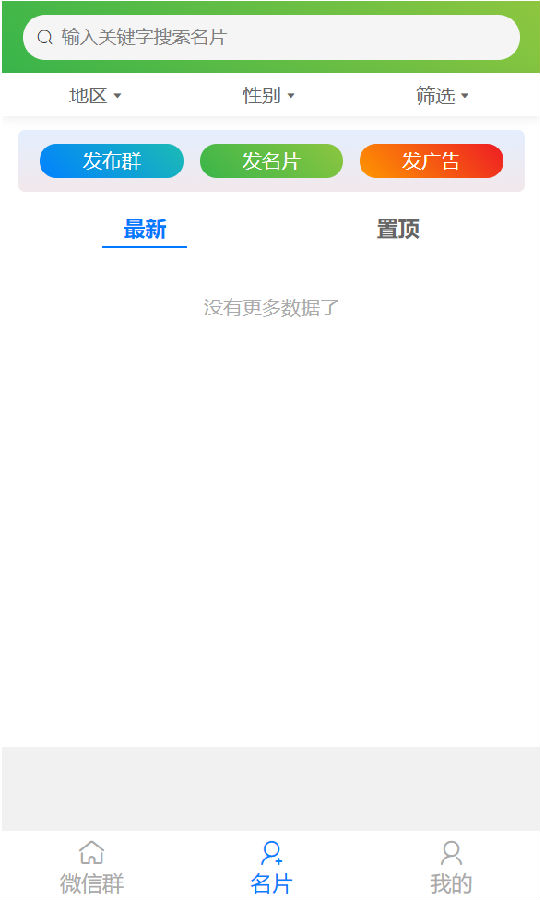 输入关键字搜索名片
地区 性别 筛选
发布群 发名片 发广告
最新 置顶
没有更多数据了
微信群 名片 我的